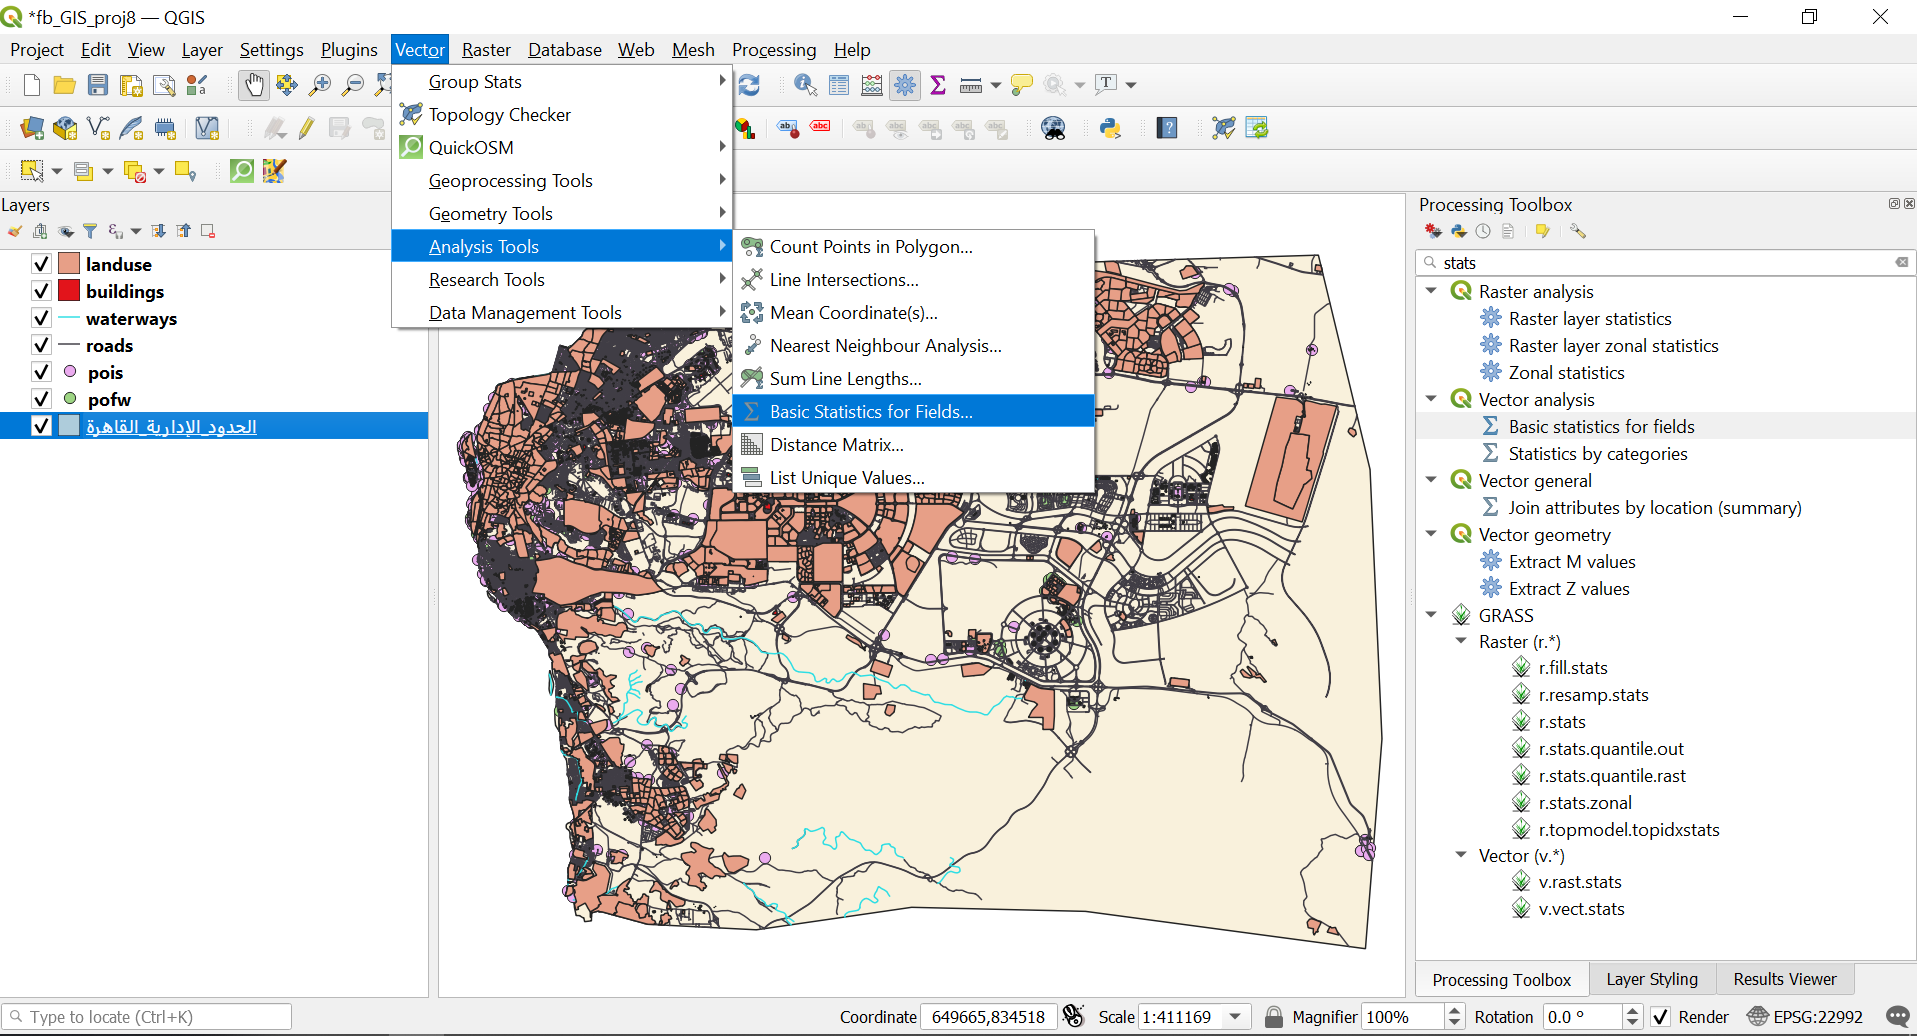 *fb_GIS_proj8 — QGIS
Project Edit View Layer Settings Plugins Vector Raster Database Web Mesh Processing Help
Group Stats
Topology Checker
QuickOSM
Geoprocessing Tools
Geometry Tools
Analysis Tools
Research Tools
Data Management Tools
Count Points in Polygon...
Line Intersections...
Mean Coordinate(s)...
Nearest Neighbour Analysis...
Sum Line Lengths...
Basic Statistics for Fields...
Distance Matrix...
List Unique Values...
Layers
landuse
buildings
waterways
roads
pois
pofw
الحدود_الإدارية_القاهرة
Processing Toolbox
stats
Raster analysis
Raster layer statistics
Raster layer zonal statistics
Zonal statistics
Vector analysis
Basic statistics for fields
Statistics by categories
Vector general
Join attributes by location (summary)
Vector geometry
Extract M values
Extract Z values
GRASS
Raster (r.*)
r.fill.stats
r.resamp.stats
r.stats
r.stats.quantile.out
r.stats.quantile.rast
r.stats.zonal
r.topmodel.topidxstats
Vector (v.*)
v.rast.stats
v.vect.stats
Processing Toolbox Layer Styling Results Viewer
Type to locate (Ctrl+K) Coordinate 649665,834518 Scale 1:411169 Magnifier 100% Rotation 0.0 ° Render EPSG:22992